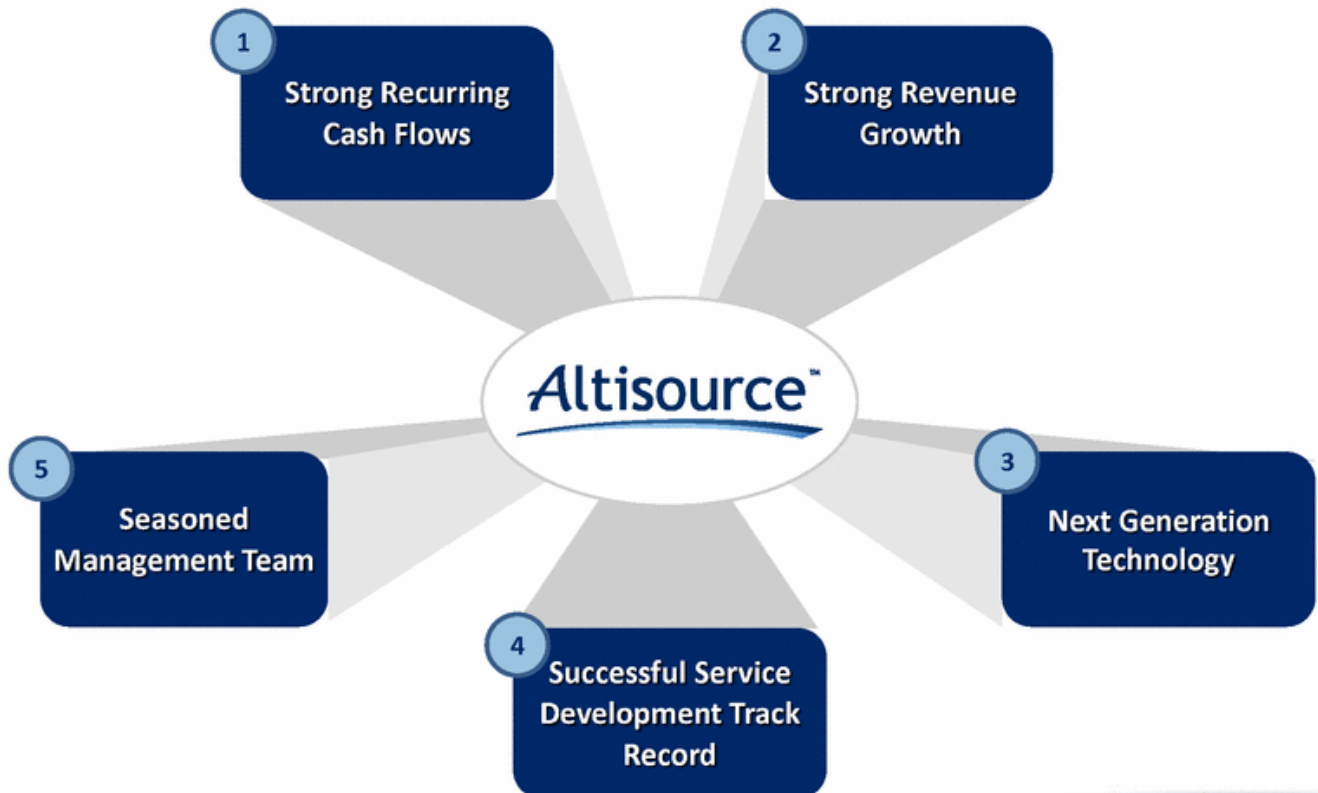 1
Strong Recurring
Cash Flows
2
Strong Revenue
Growth
Altisource™
3
Next Generation
Technology
4
Successful Service
Development Track
Record
5
Seasoned
Management Team